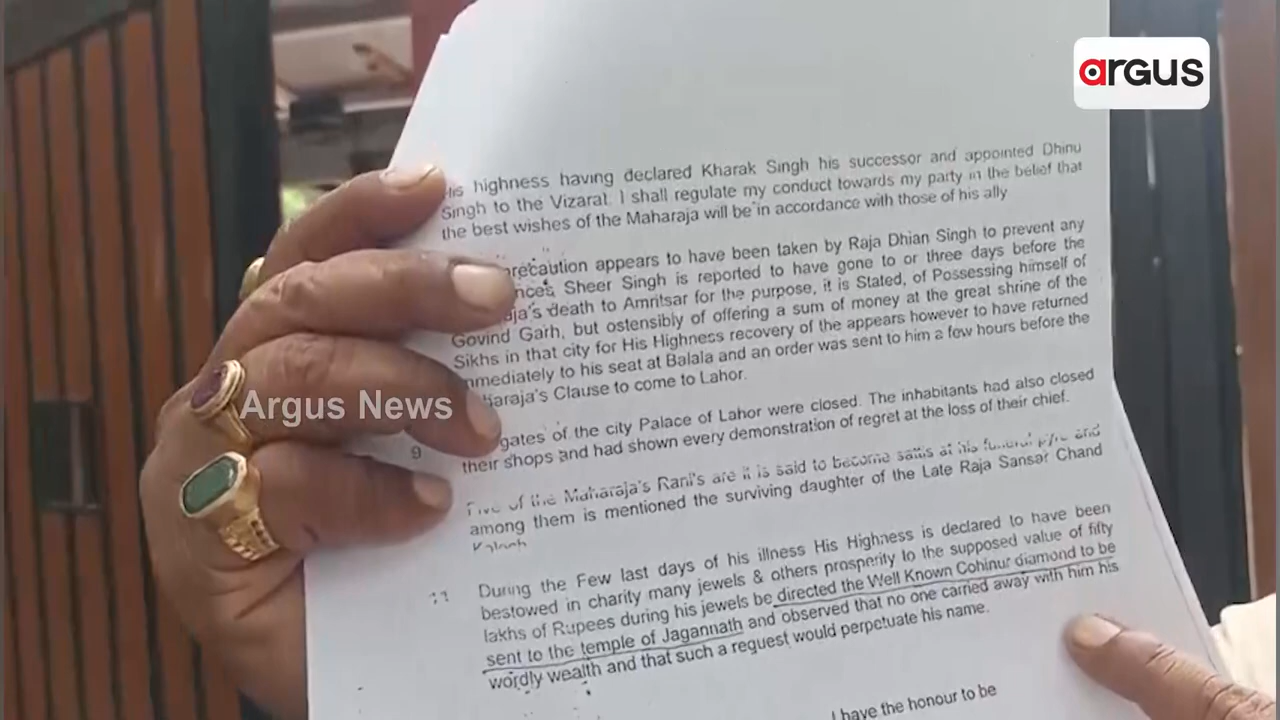 argus
His highness having declared Kharak Singh his successor and appointed Dhinu
Singh to the Vizarat. I shall regulate my conduct towards my party in the belief that
the best wishes of the Maharaja will be in accordance with those of his ally
precaution appears to have been taken by Raja Dhian Singh to prevent any
Sheer Singh is reported to have gone to or three days before the
death to Amritsar for the purpose, it is Stated, of Possessing himself of
Govind Garh, but ostensibly of offering a sum of money at the great shrine of the
Sikhs in that city for His Highness recovery of the appears however to have returned
immediately to his seat at Balala and an order was sent to him a few hours before the
Clause to come to Lahor.
9 gates of the city Palace of Lahor were closed. The inhabitants had also closed
their shops and had shown every demonstration of regret at the loss of their chief.
Five of the Maharaja's Rani's are it is said to become at his funeral pyre and
among them is mentioned the surviving daughter of the Late Raja Sansar Chand
11 During the Few last days of his illness His Highness is declared to have been
bestowed in charity many jewels & others prosperity to the supposed value of fifty
lakhs of Rupees during his jewels be directed the Well Known Cohinur diamond to be
sent to the temple of Jagannath and observed that no one carried away with him his
wordly wealth and that such a reguest would perpetuate his name.
I have the honour to be
Argus News